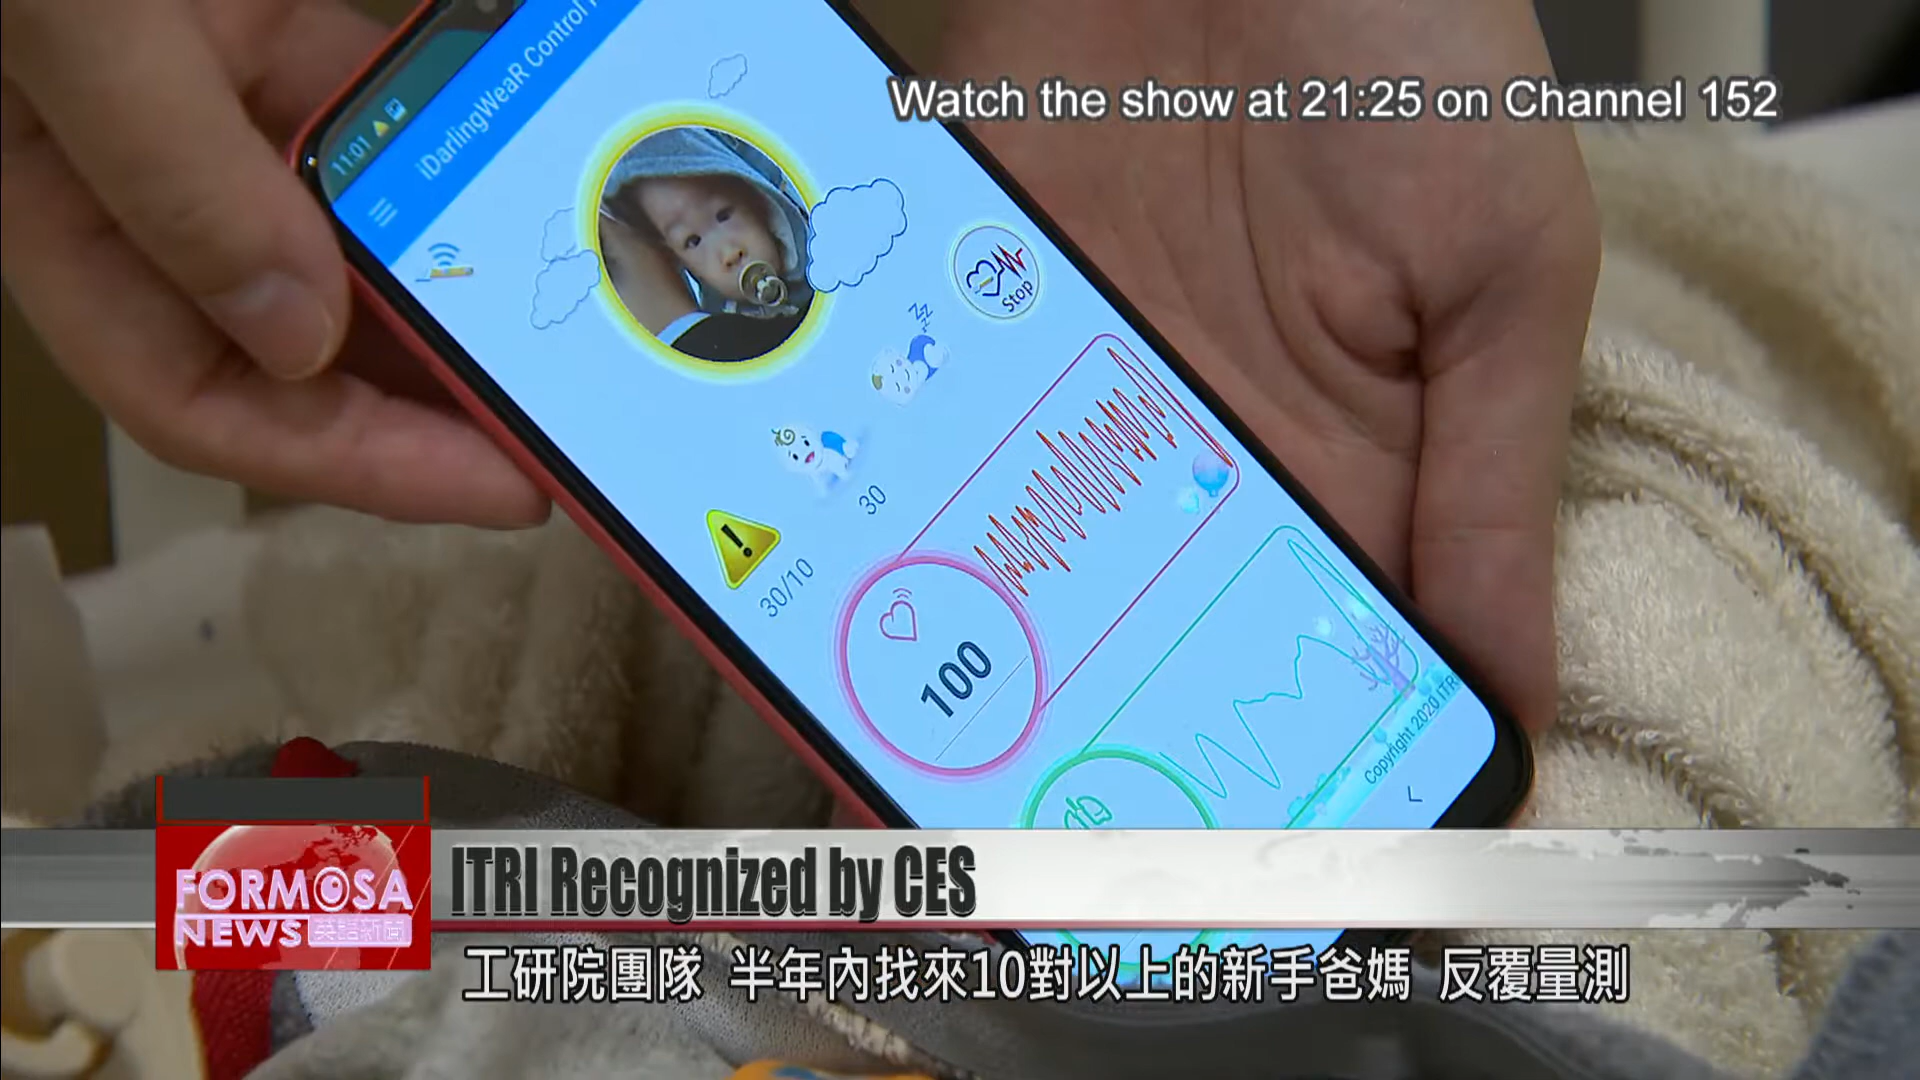 Watch the show at 21:25 on Channel 152
11:01
iDarlingWeaR Control
Stop
zzz
30
30/10
100
Copyright 2020 ITRI
FORMOSA
NEWS 英語新聞
ITRI Recognized by CES
工研院團隊 半年內找來10對以上的新手爸媽 反覆量測